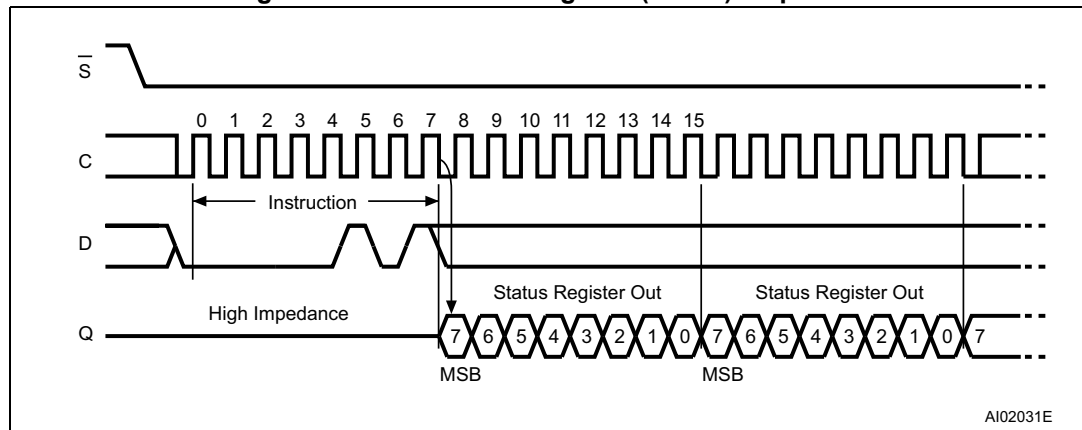 S
0 1 2 3 4 5 6 7 8 9 10 11 12 13 14 15
C
Instruction
D
Status Register Out Status Register Out
High Impedance
Q 7 6 5 4 3 2 1 0 7 6 5 4 3 2 1 0 7
MSB MSB
AI02031E